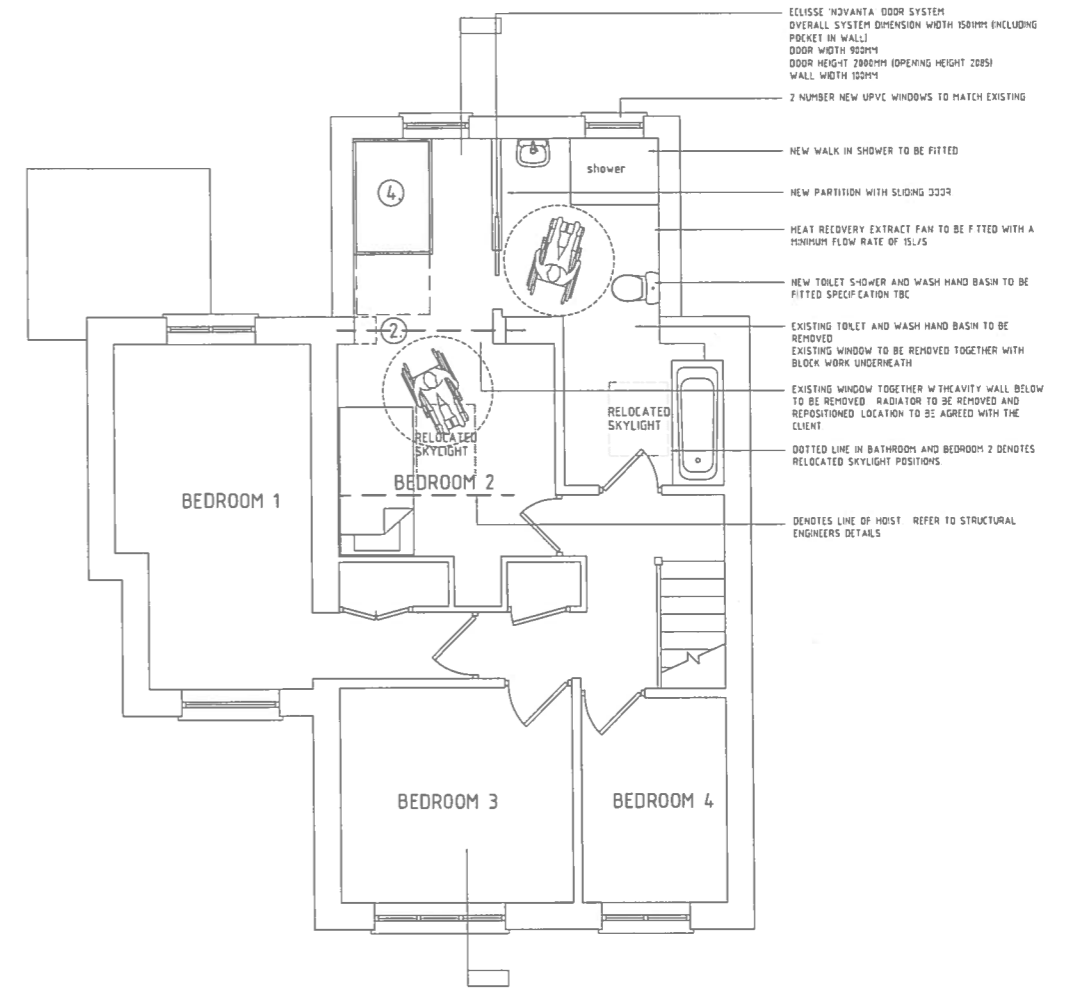 ECLISSE 'NOVANTA DOOR SYSTEM
OVERALL SYSTEM DIMENSION WIDTH 1501MM (INCLUDING
POCKET IN WALL)
DOOR WIDTH 900MM
DOOR HEIGHT 2000MM (OPENING HEIGHT 2085)
WALL WIDTH 100MM
2 NUMBER NEW UPVC WINDOWS TO MATCH EXISTING
NEW WALK IN SHOWER TO BE FITTED
shower
4.
NEW PARTITION WITH SLIDING DOOR
HEAT RECOVERY EXTRACT FAN TO BE FITTED WITH A
MINIMUM FLOW RATE OF 15L/S
NEW TOILET SHOWER AND WASH HAND BASIN TO BE
FITTED SPECIFICATION TBC
2.
EXISTING TOILET AND WASH HAND BASIN TO BE
REMOVED
EXISTING WINDOW TO BE REMOVED TOGETHER WITH
BLOCK WORK UNDERNEATH
EXISTING WINDOW TOGETHER WITHCAVITY WALL BELOW
TO BE REMOVED RADIATOR TO BE REMOVED AND
REPOSITIONED LOCATION TO BE AGREED WITH THE
CLIENT
RELOCATED
SKYLIGHT
RELOCATED
SKYLIGHT
DOTTED LINE IN BATHROOM AND BEDROOM 2 DENOTES
RELOCATED SKYLIGHT POSITIONS
BEDROOM 2
BEDROOM 1
DENOTES LINE OF HOIST REFER TO STRUCTURAL
ENGINEERS DETAILS
BEDROOM 3
BEDROOM 4